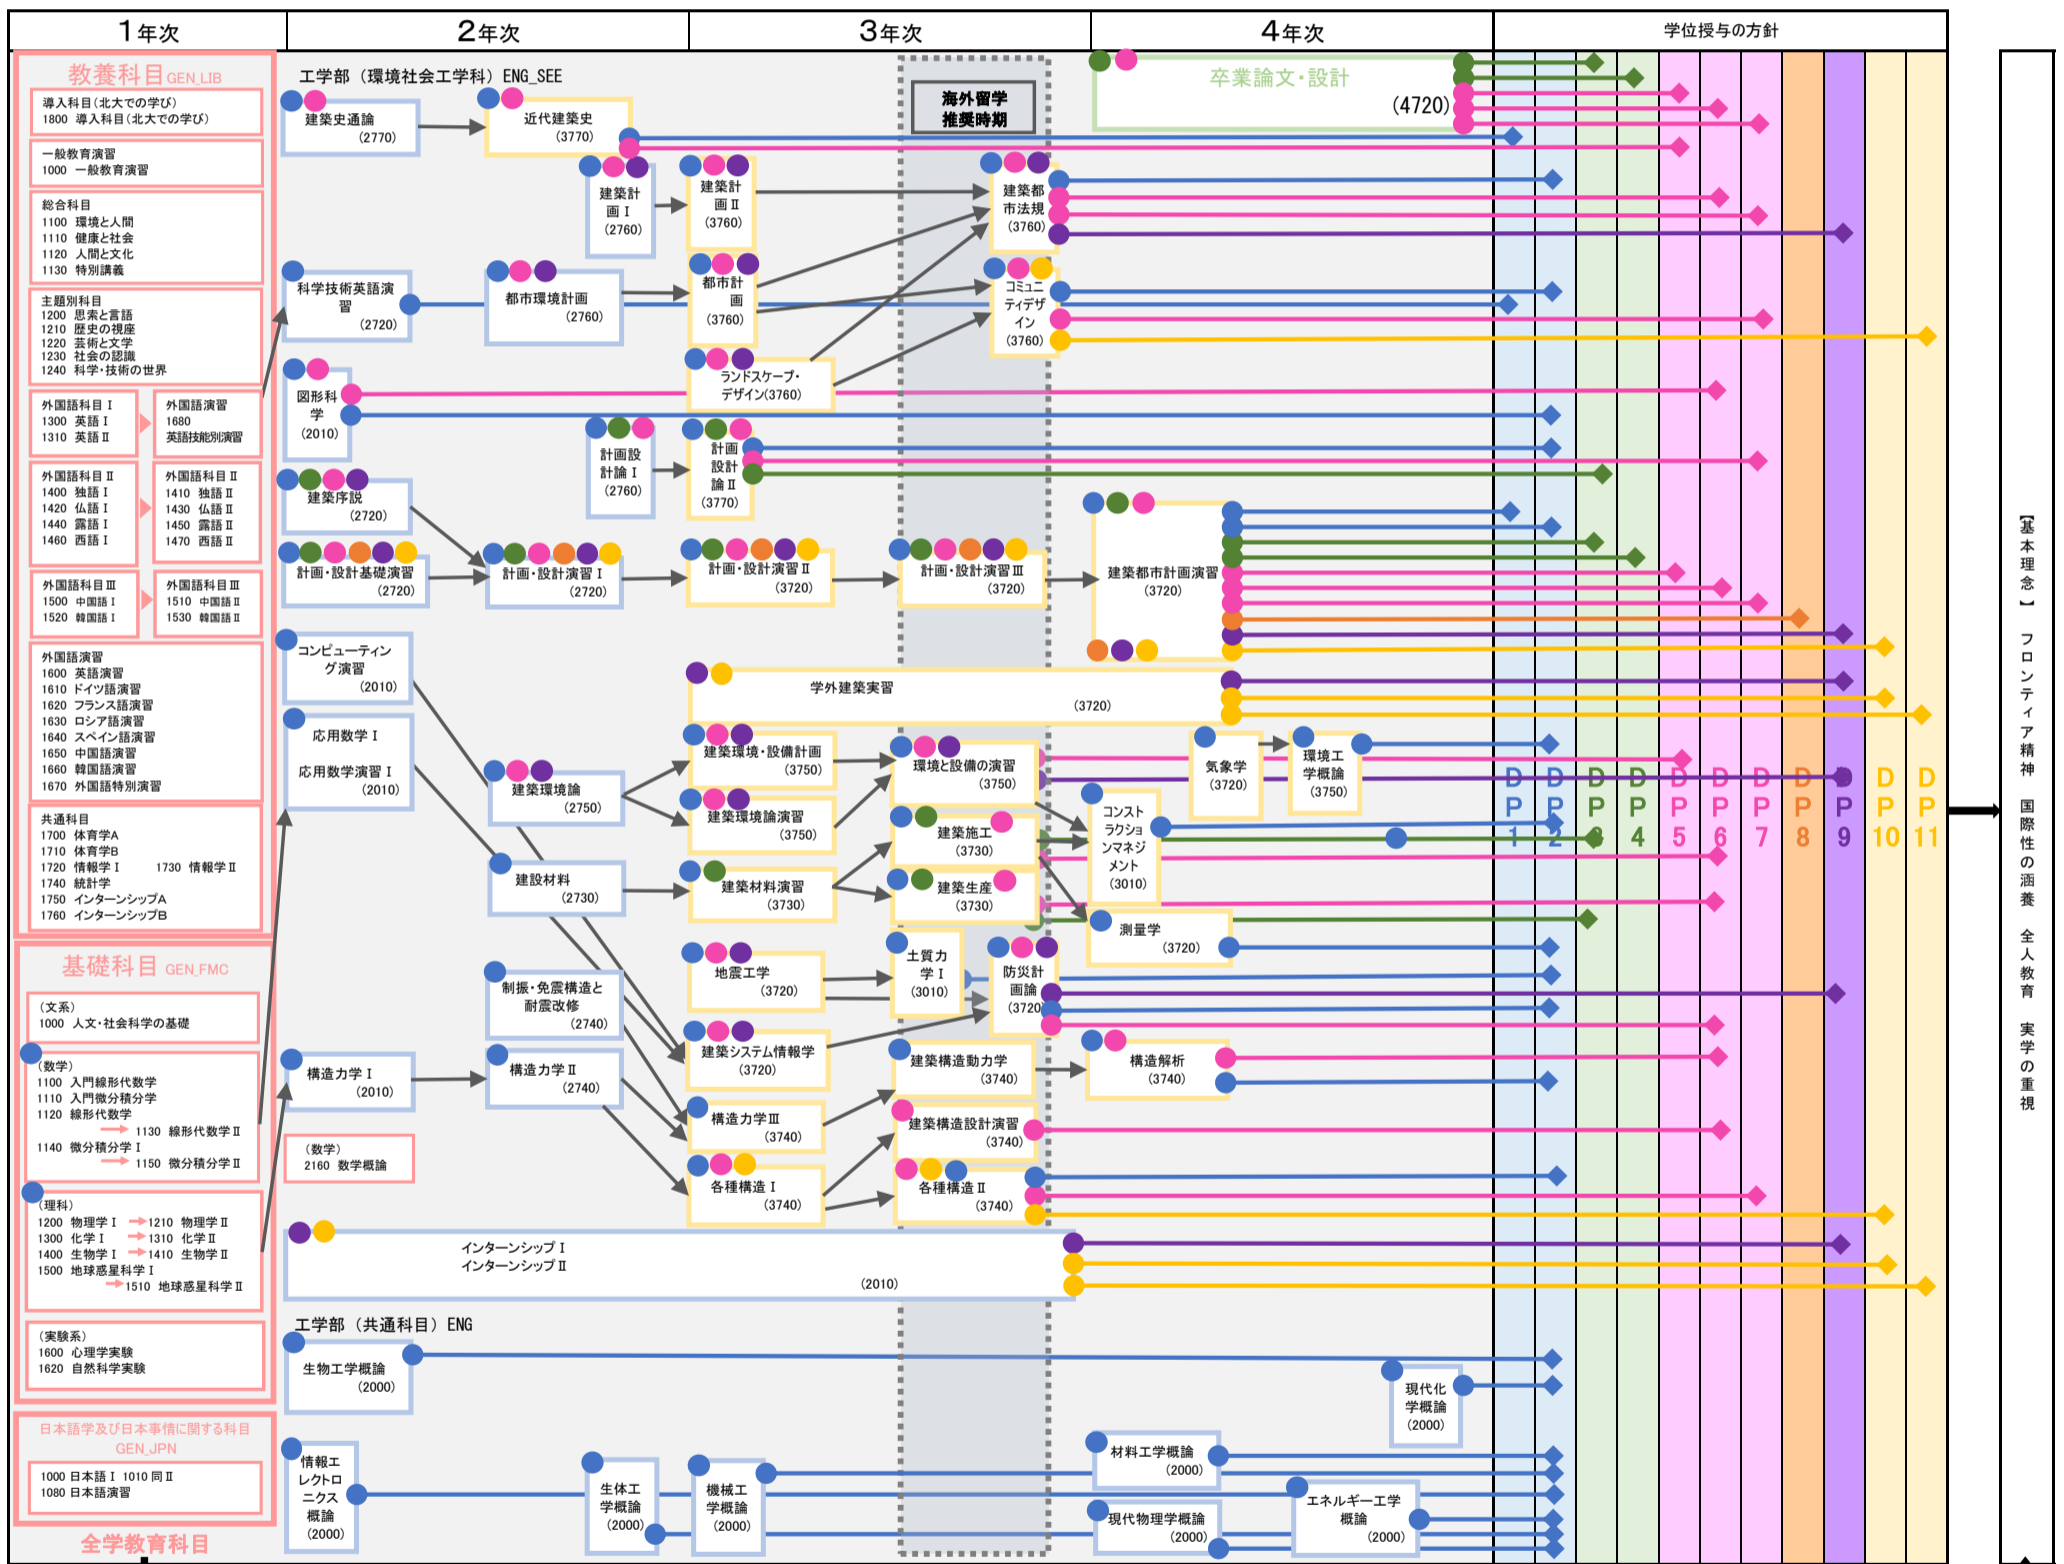 1年次
2年次
3年次
4年次
学位授与の方針
教養科目 GEN_LIB
導入科目(北大での学び)
1800 導入科目(北大での学び)
一般教育演習
1000 一般教育演習
総合科目
1100 環境と人間
1110 健康と社会
1120 人間と文化
1130 特別講義
主題別科目
1200 思索と言語
1210 歴史の視座
1220 芸術と文学
1230 社会の認識
1240 科学・技術の世界
外国語科目Ⅰ
1300 英語Ⅰ
1310 英語Ⅱ
外国語演習
1680
英語技能別演習
外国語科目Ⅱ
1400 独語Ⅰ
1420 仏語Ⅰ
1440 露語Ⅰ
1460 西語Ⅰ
外国語科目Ⅱ
1410 独語Ⅱ
1430 仏語Ⅱ
1450 露語Ⅱ
1470 西語Ⅱ
外国語科目Ⅲ
1500 中国語Ⅰ
1520 韓国語Ⅰ
外国語科目Ⅲ
1510 中国語Ⅱ
1530 韓国語Ⅱ
外国語演習
1600 英語演習
1610 ドイツ語演習
1620 フランス語演習
1630 ロシア語演習
1640 スペイン語演習
1650 中国語演習
1660 韓国語演習
1670 外国語特別演習
共通科目
1700 体育学A
1710 体育学B
1720 情報学Ⅰ 1730 情報学Ⅱ
1740 統計学
1750 インターンシップA
1760 インターンシップB
基礎科目 GEN_FMC
(文系)
1000 人文・社会科学の基礎
(数学)
1100 入門線形代数学
1110 入門微分積分学
1120 線形代数学
1130 線形代数学Ⅱ
1140 微分積分学Ⅰ
1150 微分積分学Ⅱ
(理科)
1200 物理学Ⅰ 1210 物理学Ⅱ
1300 化学Ⅰ 1310 化学Ⅱ
1400 生物学Ⅰ 1410 生物学Ⅱ
1500 地球惑星科学Ⅰ
1510 地球惑星科学Ⅱ
(実験系)
1600 心理学実験
1620 自然科学実験
日本語学及び日本事情に関する科目
GEN_JPN
1000 日本語Ⅰ 1010 同Ⅱ
1080 日本語演習
全学教育科目
工学部(環境社会工学科) ENG_SEE
建築史通論
(2770)
近代建築史
(3770)
海外留学
推奨時期
卒業論文・設計
(4720)
建築計
画Ⅰ
(2760)
建築計
画Ⅱ
(3760)
建築都
市法規
(3760)
科学技術英語演
習
(2720)
都市環境計画
(2760)
都市計
画
(3760)
コミュニ
ティデザ
イン
(3760)
図形科
学
(2010)
ランドスケープ・
デザイン(3760)
計画設
計論Ⅰ
(2760)
計画
設計
論Ⅱ
(3770)
建築序説
(2720)
計画・設計基礎演習
(2720)
計画・設計演習Ⅰ
(2720)
計画・設計演習Ⅱ
(3720)
計画・設計演習Ⅲ
(3720)
建築都市計画演習
(3720)
コンピューティン
グ演習
(2010)
学外建築実習
(3720)
応用数学Ⅰ
応用数学演習Ⅰ
(2010)
建築環境論
(2750)
建築環境・設備計画
(3750)
建築環境論演習
(3750)
環境と設備の演習
(3750)
気象学
(3720)
環境工
学概論
(3750)
建設材料
(2730)
建築材料演習
(3730)
建築施工
(3730)
建築生産
(3730)
コンスト
ラクショ
ンマネジ
メント
(3010)
測量学
(3720)
制振・免震構造と
耐震改修
(2740)
地震工学
(3720)
土質力
学Ⅰ
(3010)
防災計
画論
(3720
構造力学Ⅰ
(2010)
構造力学Ⅱ
(2740)
建築システム情報学
(3720)
建築構造動力学
(3740)
構造解析
(3740)
構造力学Ⅲ
(3740)
建築構造設計演習
(3740)
(数学)
2160 数学概論
各種構造Ⅰ
(3740)
各種構造Ⅱ
(3740)
インターンシップⅠ
インターンシップⅡ
(2010)
工学部(共通科目) ENG
生物工学概論
(2000)
現代化
学概論
(2000)
情報エ
レクトロ
ニクス
概論
(2000)
生体工
学概論
(2000)
機械工
学概論
(2000)
材料工学概論
(2000)
現代物理学概論
(2000)
エネルギー工学
概論
(2000)
DP1
DP2
DP3
DP4
DP5
DP6
DP7
DP8
DP9
DP10
DP11
【基本理念】 フロンティア精神 国際性の涵養 全人教育 実学の重視